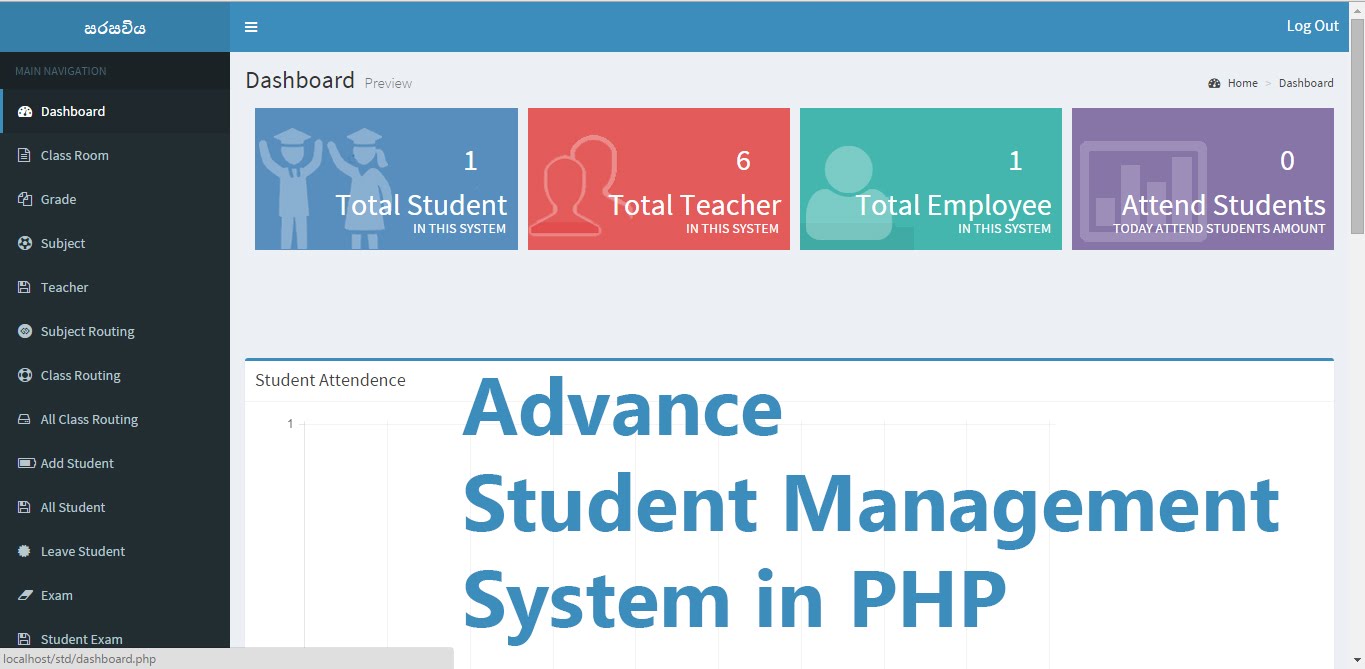 සරසවිය
Log Out
MAIN NAVIGATION
Dashboard
Class Room
Grade
Subject
Teacher
Subject Routing
Class Routing
All Class Routing
Add Student
All Student
Leave Student
Exam
Student Exam
localhost/std/dashboard.php
Dashboard Preview
Home > Dashboard
1
Total Student
IN THIS SYSTEM
6
Total Teacher
IN THIS SYSTEM
1
Total Employee
IN THIS SYSTEM
0
Attend Students
TODAY ATTEND STUDENTS AMOUNT
Student Attendence
1
Advance
Student Management
System in PHP